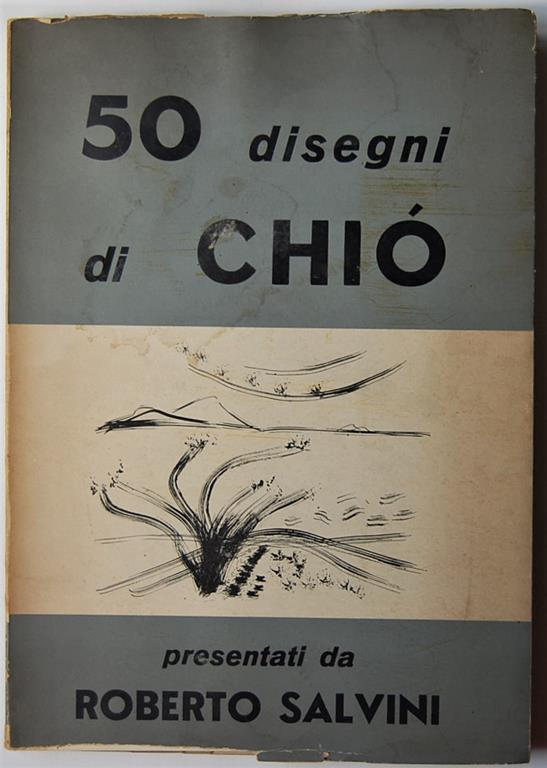 50 disegni
di CHIÓ
presentati da
ROBERTO SALVINI